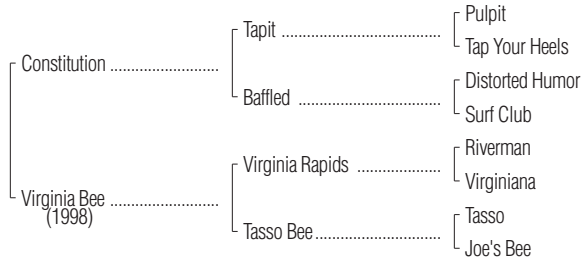 Pulpit
Tapit
Tap Your Heels
Constitution
Distorted Humor
Baffled
Surf Club
Riverman
Virginia Rapids
Virginiana
Virginia Bee
(1998)
Tasso
Tasso Bee
Joe's Bee